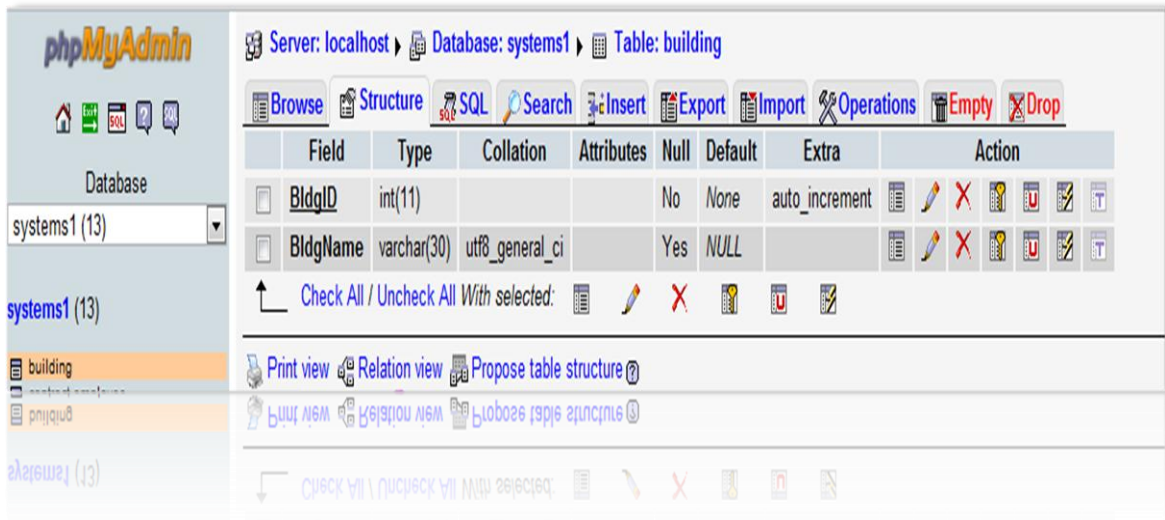 phpMyAdmin
Database
systems1 (13)
systems1 (13)
building
Server: localhost Database: systems1 Table: building
Browse Structure SQL Search Insert Export Import Operations Empty Drop
Field Type Collation Attributes Null Default Extra Action
BldgID int(11) No None auto_increment
BldgName varchar(30) utf8_general_ci Yes NULL
Check All / Uncheck All With selected:
Print view Relation view Propose table structure